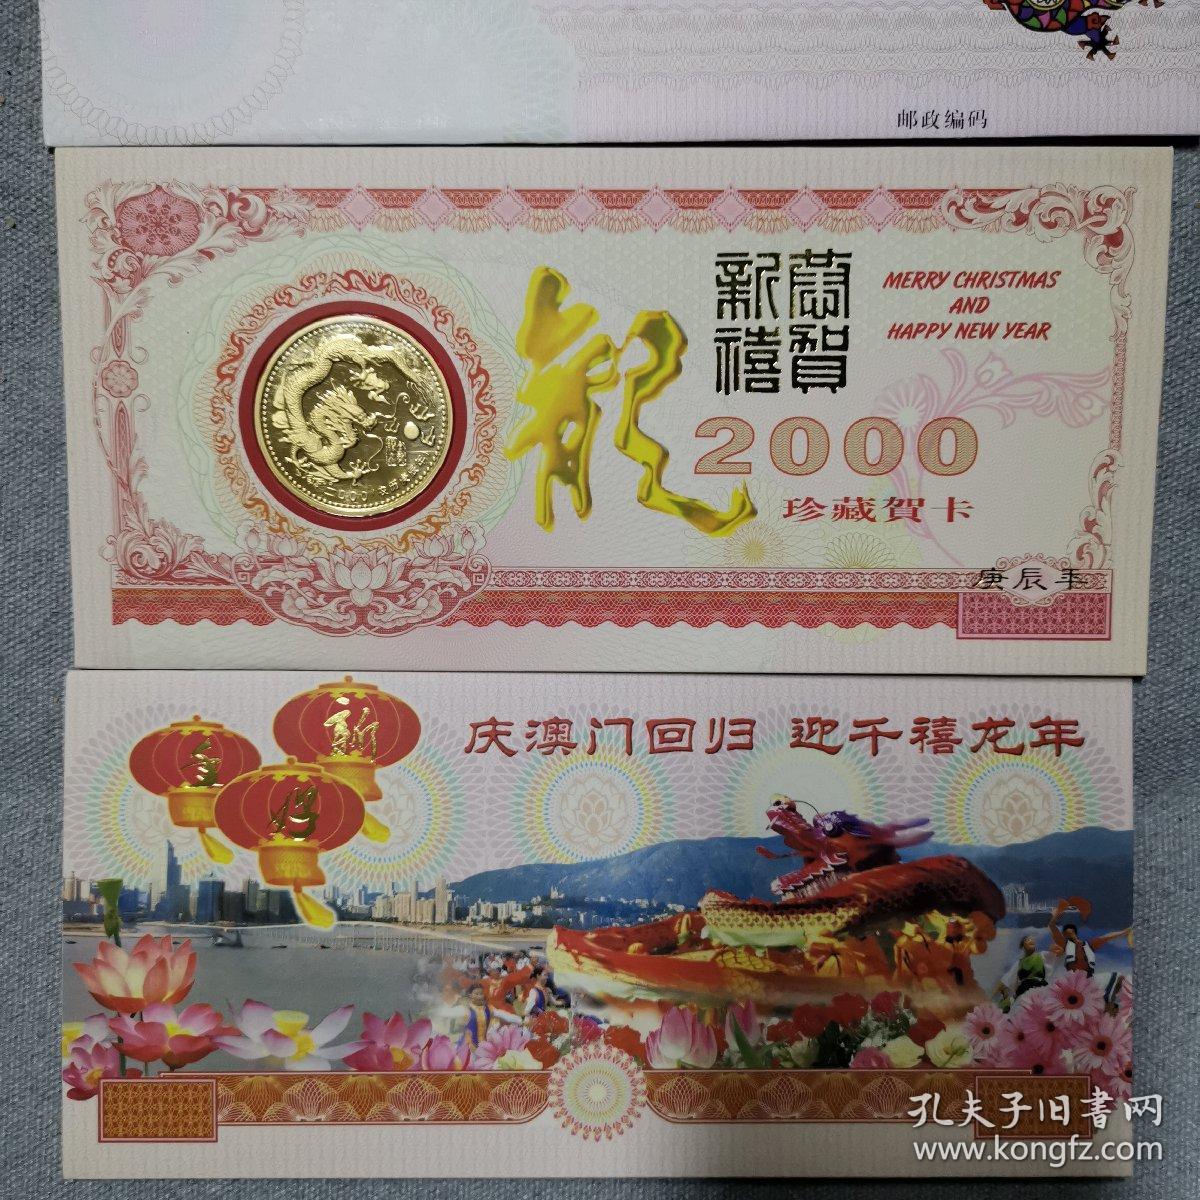 邮政编码
恭賀
新禧
MERRY CHRISTMAS
AND
HAPPY NEW YEAR
龍
2000
珍藏賀卡
庚辰年
庆澳门回归 迎千禧龙年
新
年
好
孔夫子旧書网
www.kongfz.com